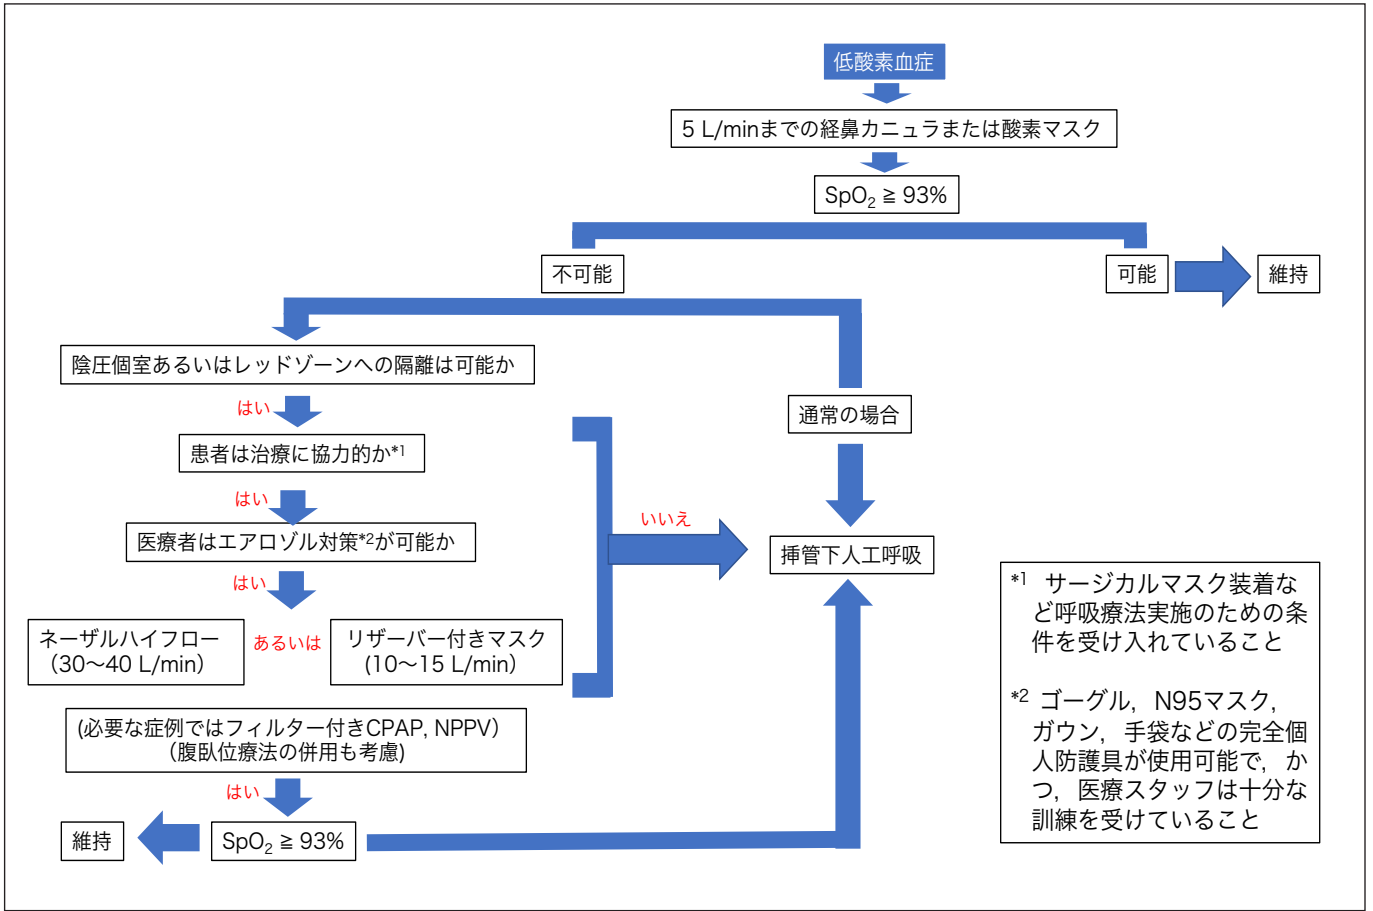 低酸素血症
5 L/minまでの経鼻カニュラまたは酸素マスク
SpO₂ ≧ 93%
不可能
可能
維持
陰圧個室あるいはレッドゾーンへの隔離は可能か
はい
通常の場合
患者は治療に協力的か*1
はい
医療者はエアロゾル対策*2が可能か
いいえ
挿管下人工呼吸
はい
ネーザルハイフロー
（30〜40 L/min）
あるいは
リザーバー付きマスク
(10〜15 L/min）
(必要な症例ではフィルター付きCPAP, NPPV）
（腹臥位療法の併用も考慮)
はい
維持
SpO₂ ≧ 93%
*1 サージカルマスク装着な
ど呼吸療法実施のための条
件を受け入れていること
*2 ゴーグル，N95マスク，
ガウン，手袋などの完全個
人防護具が使用可能で，か
つ，医療スタッフは十分な
訓練を受けていること